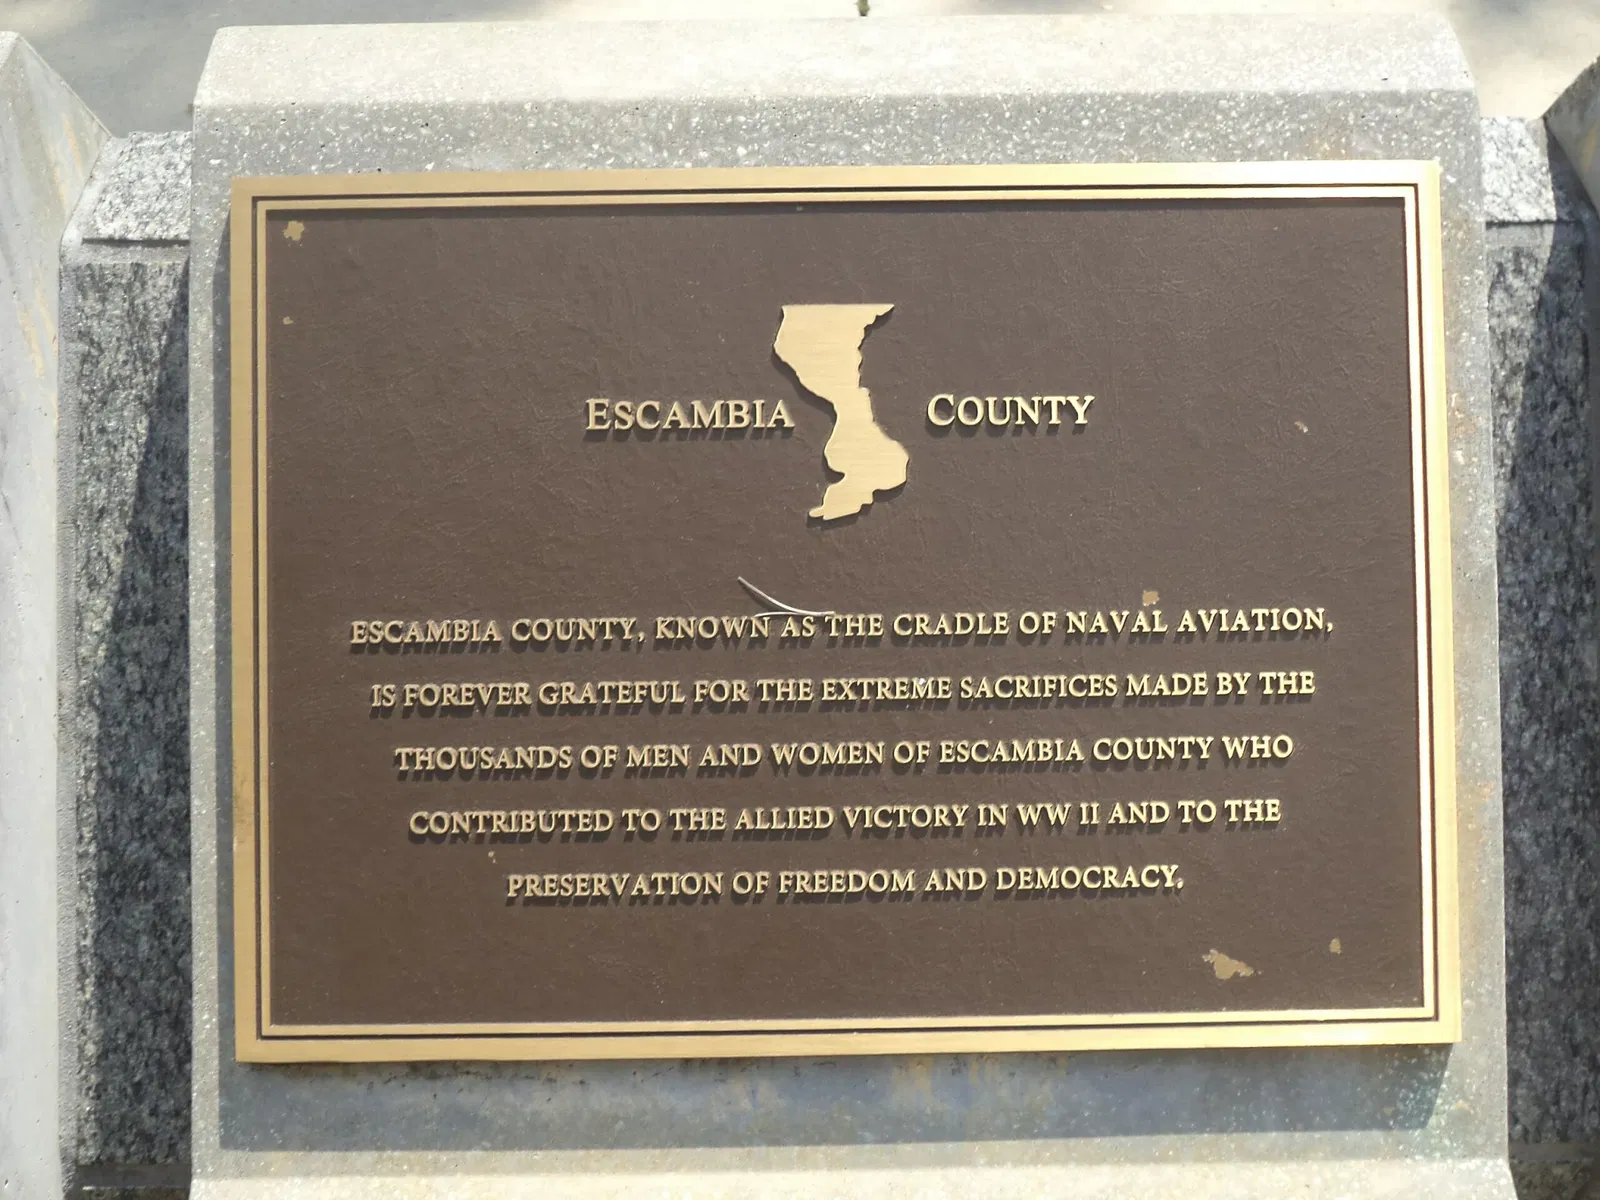 ESCAMBIA COUNTY
ESCAMBIA COUNTY, KNOWN AS THE CRADLE OF NAVAL AVIATION,
IS FOREVER GRATEFUL FOR THE EXTREME SACRIFICES MADE BY THE
THOUSANDS OF MEN AND WOMEN OF ESCAMBIA COUNTY WHO
CONTRIBUTED TO THE ALLIED VICTORY IN WW II AND TO THE
PRESERVATION OF FREEDOM AND DEMOCRACY.